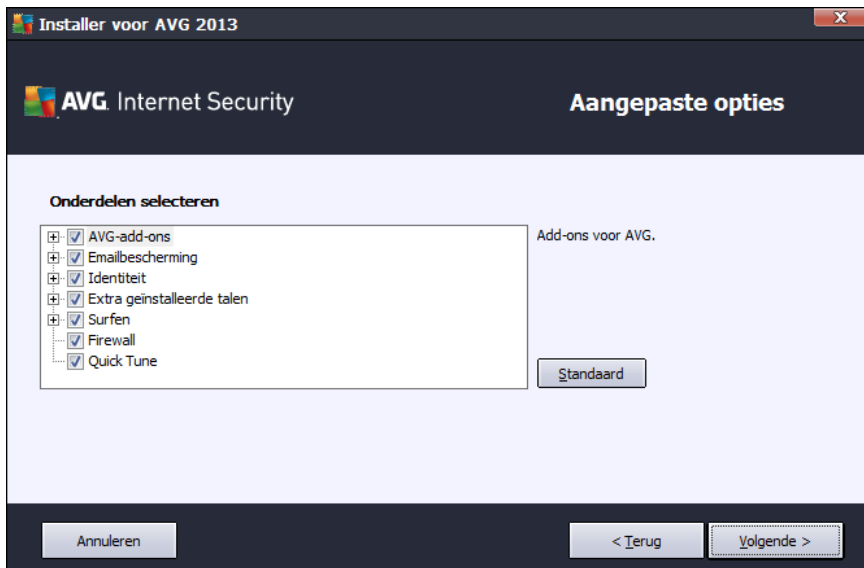 Installer voor AVG 2013
AVG. Internet Security
Aangepaste opties
Onderdelen selecteren
AVG-add-ons
Emailbescherming
Identiteit
Extra geïnstalleerde talen
Surfen
Firewall
Quick Tune
Add-ons voor AVG.
Standaard
Annuleren
< Terug
Volgende >